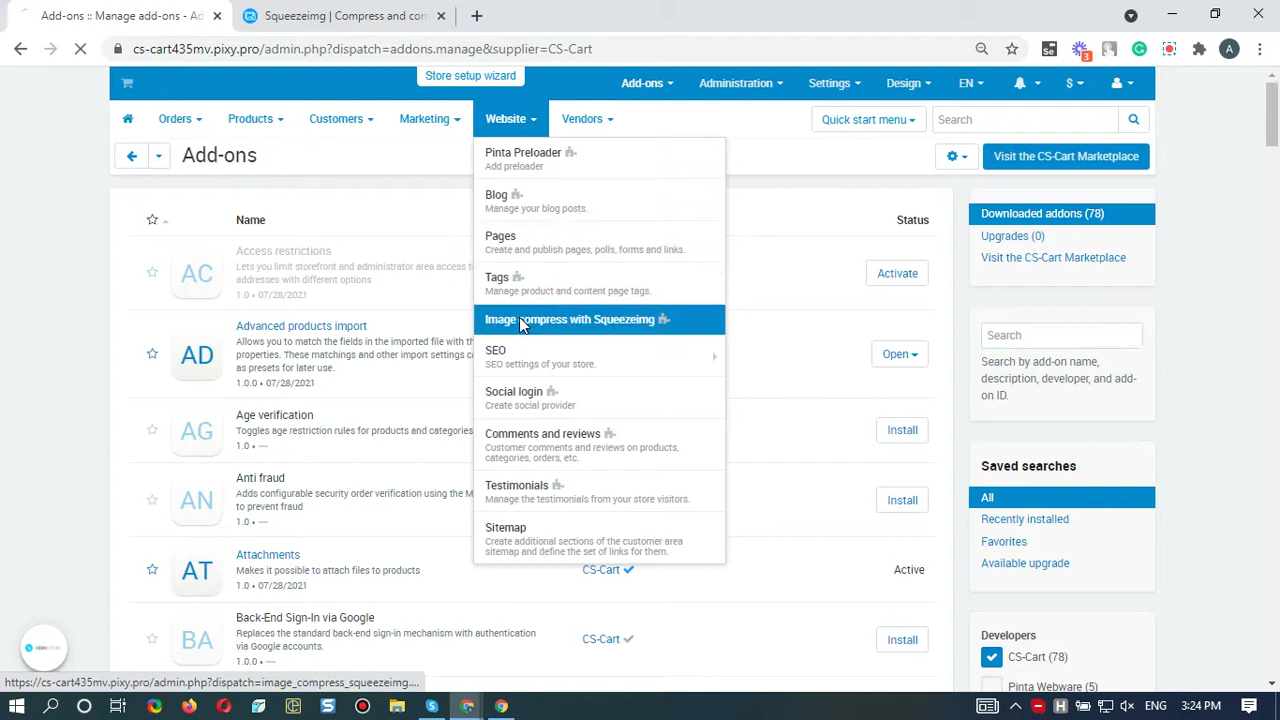 Add-ons :: Manage add-ons - Ad
Squeezeimg | Compress and con
cs-cart435mv.pixy.pro/admin.php?dispatch=addons.manage&supplier=CS-Cart
Se
3
A
Store setup wizard
Add-ons
Administration
Settings
Design
EN
$
Orders
Products
Customers
Marketing
Website
Vendors
Quick start menu
Search
Add-ons
Visit the CS-Cart Marketplace
Pinta Preloader
Add preloader
Blog
Manage your blog posts.
Pages
Create and publish pages, polls, forms and links.
Tags
Manage product and content page tags.
Image compress with Squeezeimg
SEO
SEO settings of your store.
Social login
Create social provider
Comments and reviews
Customer comments and reviews on products,
categories, orders, etc.
Testimonials
Manage the testimonials from your store visitors.
Sitemap
Create additional sections of the customer area
sitemap and define the set of links for them.
Name
Status
AC
Access restrictions
Lets you limit storefront and administrator area access to
addresses with different options
1.0 • 07/28/2021
Activate
AD
Advanced products import
Allows you to match the fields in the imported file with the
properties. These matchings and other import settings ca
as presets for later use.
1.0.0 • 07/28/2021
Open
AG
Age verification
Toggles age restriction rules for products and categories
1.0 • —
Install
AN
Anti fraud
Adds configurable security order verification using the M
to prevent fraud
1.0 • —
Install
AT
Attachments
Makes it possible to attach files to products
1.0 • 07/28/2021
CS-Cart
Active
BA
Back-End Sign-In via Google
Replaces the standard back-end sign-in mechanism with authentication
via Google accounts.
1.0.0 • —
CS-Cart
Install
Downloaded addons (78)
Upgrades (0)
Visit the CS-Cart Marketplace
Search
Search by add-on name,
description, developer, and add-
on ID.
Saved searches
All
Recently installed
Favorites
Available upgrade
Developers
CS-Cart (78)
Pinta Webware (5)
https://cs-cart435mv.pixy.pro/admin.php?dispatch=image_compress_squeezeimg....
3:24 PM